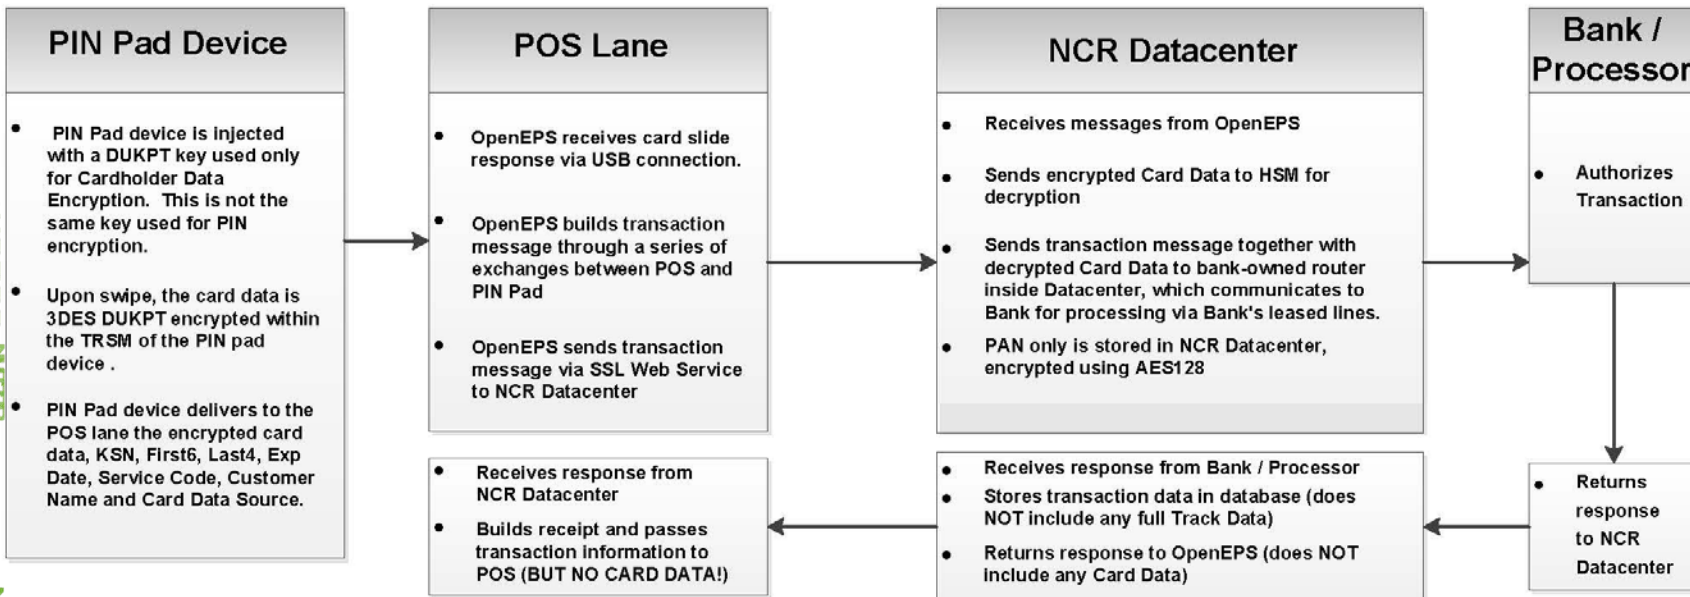 PIN Pad Device
• PIN Pad device is injected
with a DUKPT key used only
for Cardholder Data
Encryption. This is not the
same key used for PIN
encryption.
• Upon swipe, the card data is
3DES DUKPT encrypted within
the TRSM of the PIN pad
device .
• PIN Pad device delivers to the
POS lane the encrypted card
data, KSN, First6, Last4, Exp
Date, Service Code, Customer
Name and Card Data Source.
POS Lane
• OpenEPS receives card slide
response via USB connection.
• OpenEPS builds transaction
message through a series of
exchanges between POS and
PIN Pad
• OpenEPS sends transaction
message via SSL Web Service
to NCR Datacenter
NCR Datacenter
• Receives messages from OpenEPS
• Sends encrypted Card Data to HSM for
decryption
• Sends transaction message together with
decrypted Card Data to bank-owned router
inside Datacenter, which communicates to
Bank for processing via Bank's leased lines.
• PAN only is stored in NCR Datacenter,
encrypted using AES128
Bank /
Processor
• Authorizes
Transaction
• Returns
response
to NCR
Datacenter
• Receives response from Bank / Processor
• Stores transaction data in database (does
NOT include any full Track Data)
• Returns response to OpenEPS (does NOT
include any Card Data)
• Receives response from
NCR Datacenter
• Builds receipt and passes
transaction information to
POS (BUT NO CARD DATA!)